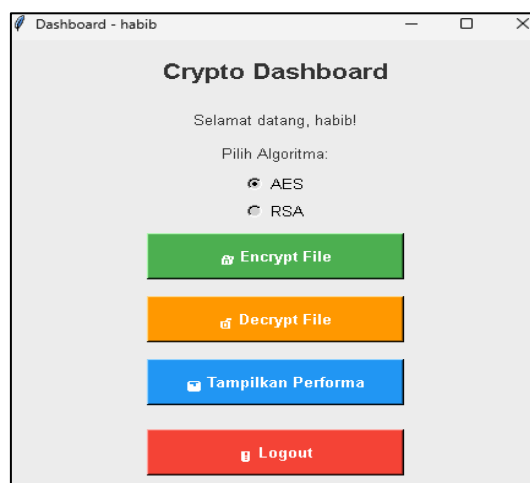 Dashboard - habib
Crypto Dashboard
Selamat datang, habib!
Pilih Algoritma:
AES
RSA
Encrypt File
Decrypt File
Tampilkan Performa
Logout